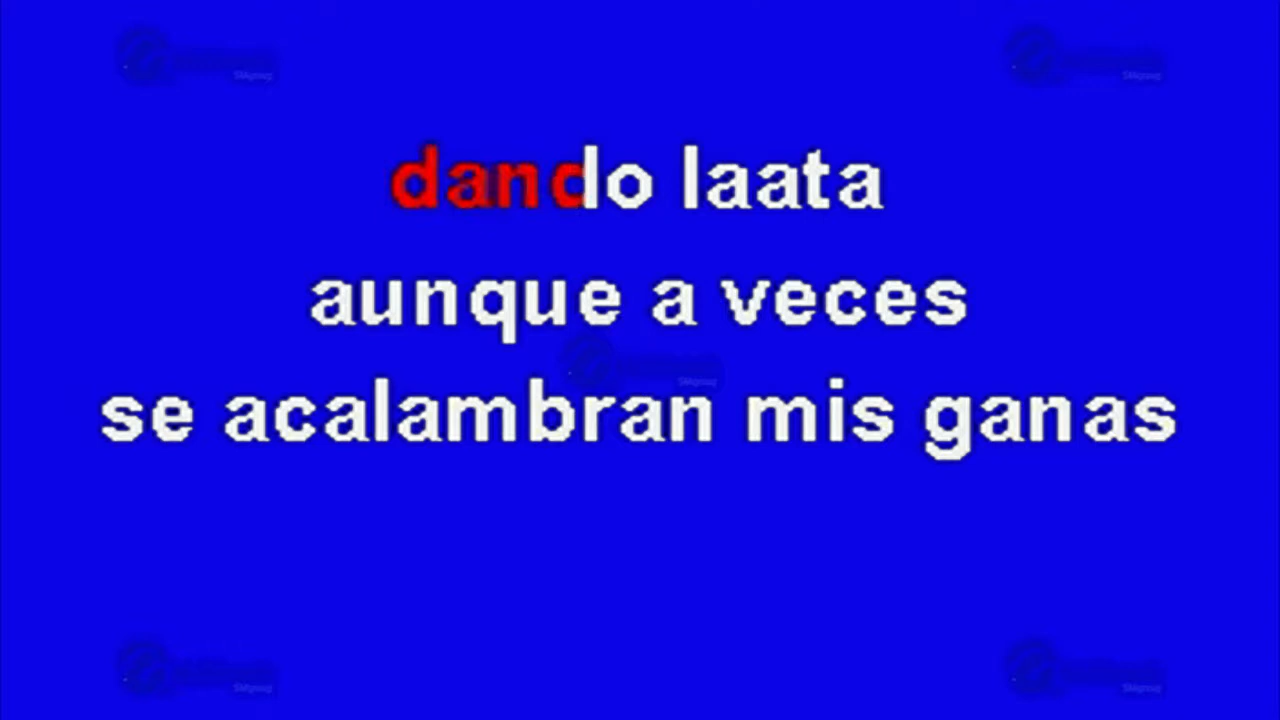 dando laata
aunque a veces
se acalambran mis ganas